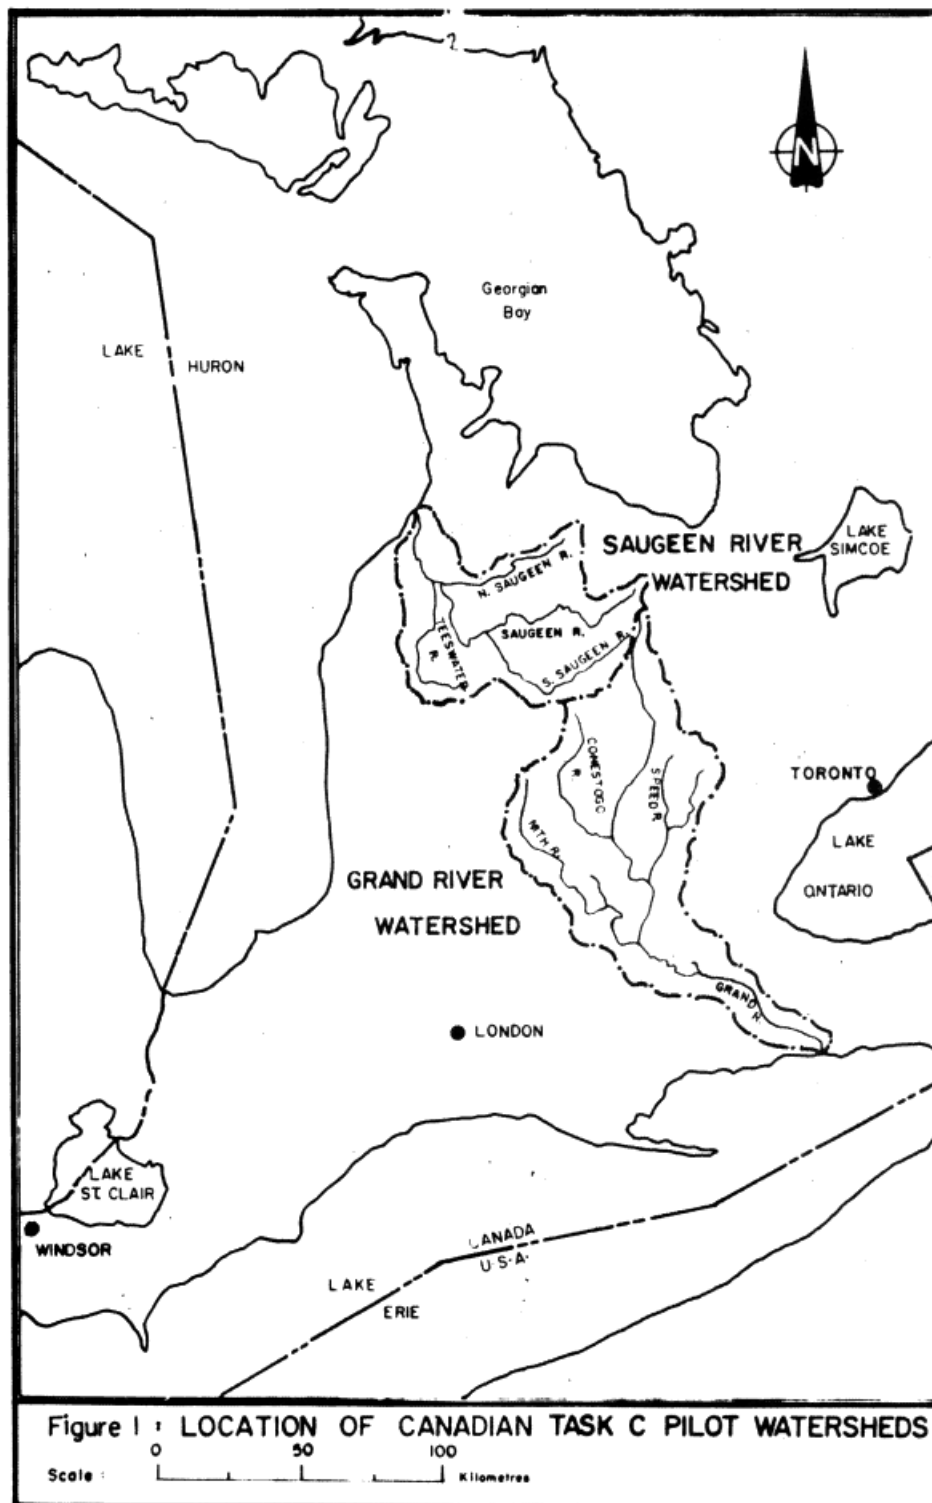 2
N
Georgian
Bay
LAKE
HURON
SAUGEEN RIVER
WATERSHED
LAKE
SIMCOE
N. SAUGEEN R.
SAUGEEN R.
S. SAUGEEN R.
TEESWATER
R.
CONESTOGO
R.
SPEED R.
NITH R.
TORONTO
LAKE
ONTARIO
GRAND RIVER
WATERSHED
GRAND R.
LONDON
LAKE
ST. CLAIR
WINDSOR
CANADA
U.S.A.
LAKE
ERIE
Figure 1 : LOCATION OF CANADIAN TASK C PILOT WATERSHEDS
0 50 100
Scale : Kilometres